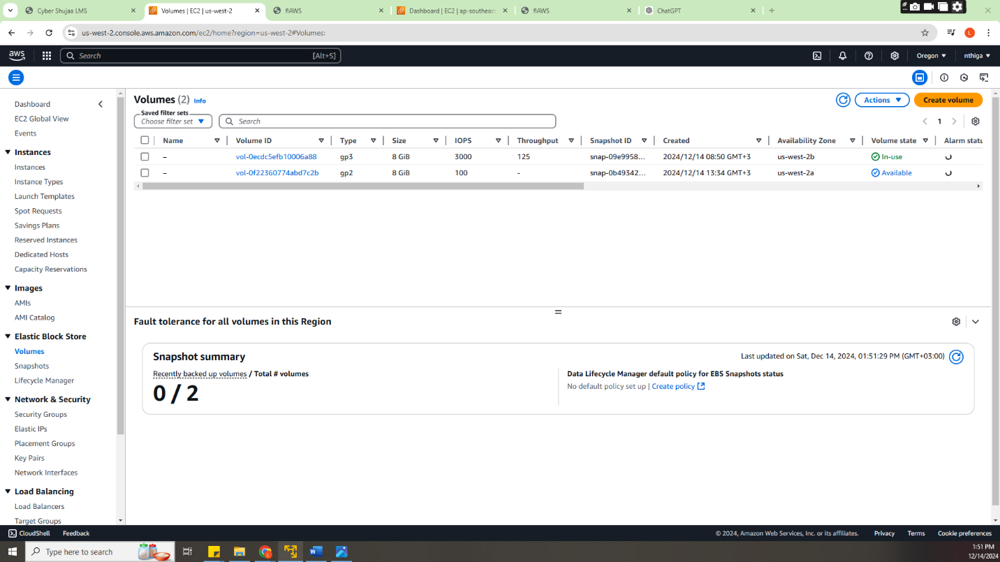 Cyber Shujaa LMS
Volumes | EC2 | us-west-2
flAWS
Dashboard | EC2 | ap-southeast
flAWS
ChatGPT
us-west-2.console.aws.amazon.com/ec2/home?region=us-west-2#Volumes:
L
aws
Search
[Alt+S]
Oregon
nthiga
Dashboard
EC2 Global View
Events
Instances
Instances
Instance Types
Launch Templates
Spot Requests
Savings Plans
Reserved Instances
Dedicated Hosts
Capacity Reservations
Images
AMIs
AMI Catalog
Elastic Block Store
Volumes
Snapshots
Lifecycle Manager
Network & Security
Security Groups
Elastic IPs
Placement Groups
Key Pairs
Network Interfaces
Load Balancing
Load Balancers
Target Groups
Volumes (2) Info
Actions
Create volume
Saved filter sets
Choose filter set
Search
1
Name Volume ID Type Size IOPS Throughput Snapshot ID Created Availability Zone Volume state Alarm statu
– vol-0ecdc5efb10006a88 gp3 8 GiB 3000 125 snap-09e9958... 2024/12/14 08:50 GMT+3 us-west-2b In-use
– vol-0f22360774abd7c2b gp2 8 GiB 100 - snap-0b49342... 2024/12/14 13:34 GMT+3 us-west-2a Available
Fault tolerance for all volumes in this Region
Snapshot summary
Last updated on Sat, Dec 14, 2024, 01:51:29 PM (GMT+03:00)
Recently backed up volumes / Total # volumes
0 / 2
Data Lifecycle Manager default policy for EBS Snapshots status
No default policy set up | Create policy
CloudShell
Feedback
© 2024, Amazon Web Services, Inc. or its affiliates.
Privacy
Terms
Cookie preferences
Type here to search
1:51 PM
12/14/2024